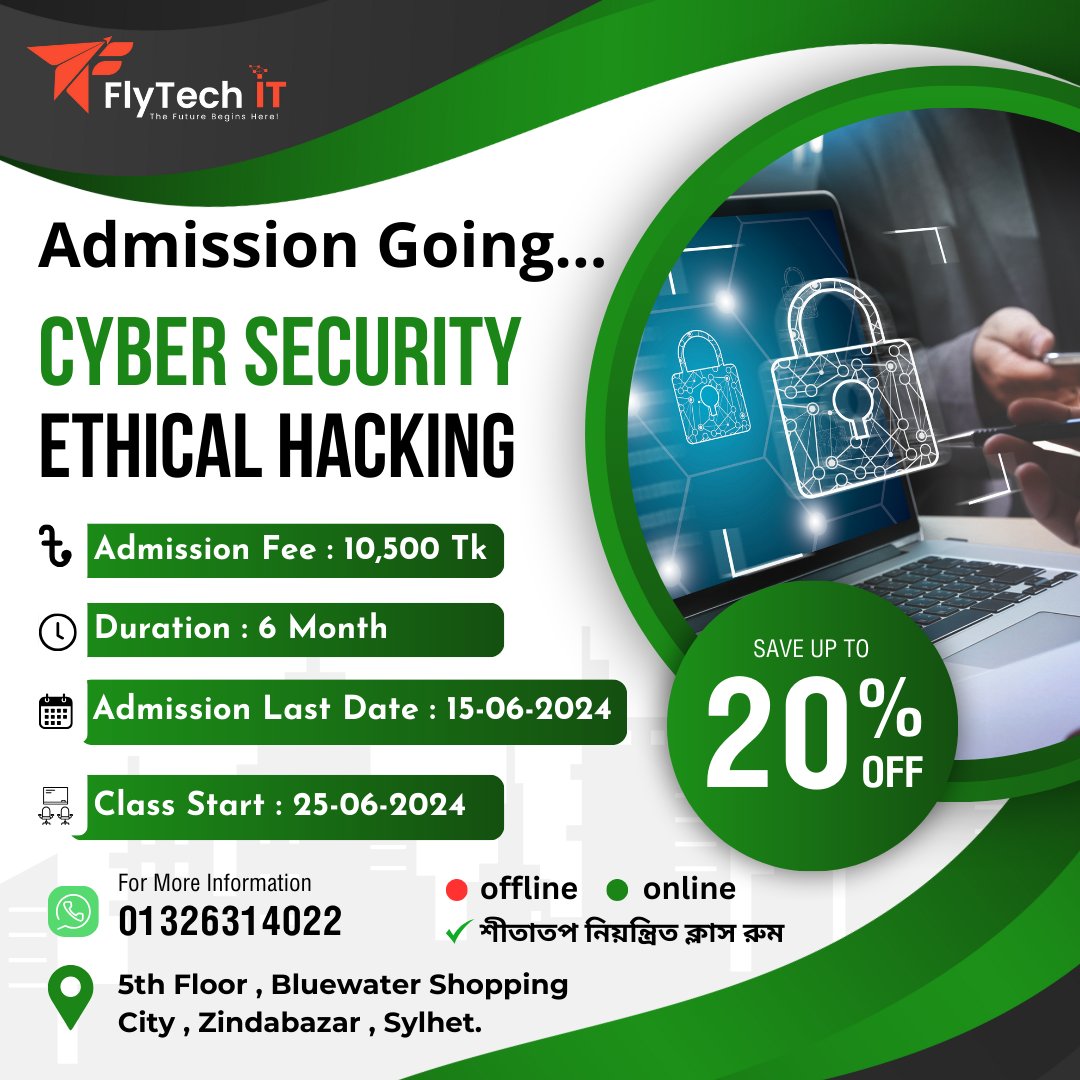 FlyTech iT
The Future Begins Here!
Admission Going...
CYBER SECURITY
ETHICAL HACKING
Admission Fee : 10,500 Tk
Duration : 6 Month
Admission Last Date : 15-06-2024
Class Start : 25-06-2024
SAVE UP TO
20%
OFF
For More Information
01326314022
offline online
শীতাতপ নিয়ন্ত্রিত ক্লাস রুম
5th Floor , Bluewater Shopping
City , Zindabazar , Sylhet.